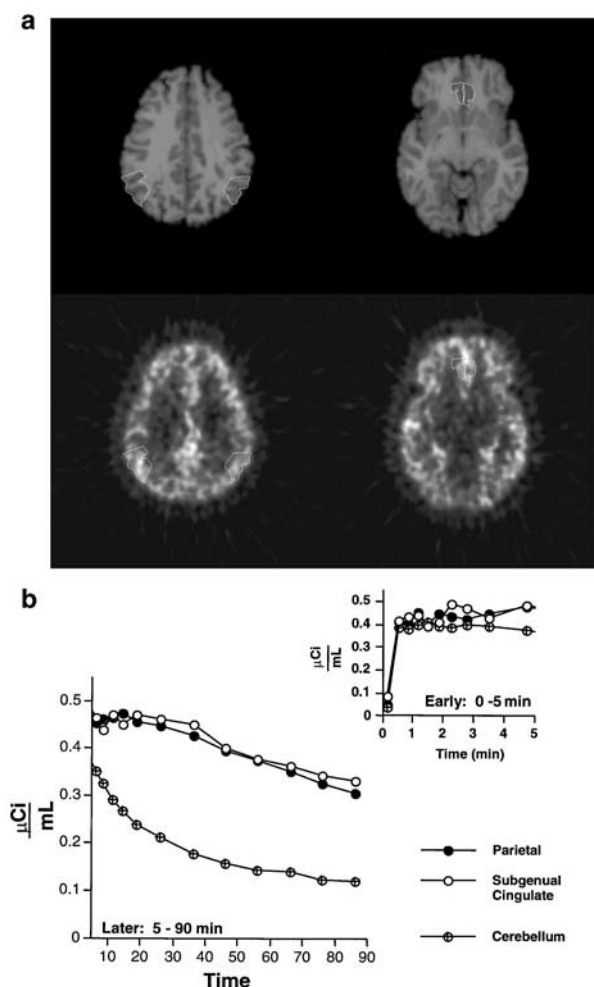 a
b
0.5
0.4
0.3
0.2
0.1
0
μCi
mL
Early: 0 -5 min
0 1 2 3 4 5
Time (min)
0.5
0.4
0.3
0.2
0.1
0
μCi
mL
Later: 5 - 90 min
10 20 30 40 50 60 70 80 90
Time
Parietal
Subgenual
Cingulate
Cerebellum